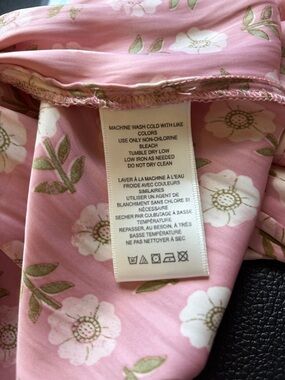 MACHINE WASH COLD WITH LIKE
COLORS
USE ONLY NON-CHLORINE
BLEACH
TUMBLE DRY LOW
LOW IRON AS NEEDED
DO NOT DRY CLEAN
LAVER À LA MACHINE À L'EAU
FROIDE AVEC COULEURS
SIMILAIRES
UTILISER UN AGENT DE
BLANCHIMENT SANS CHLORE SI
NÉCESSAIRE
SÉCHER PAR CULBUTAGE À BASSE
TEMPÉRATURE
REPASSER, AU BESOIN, À TRÈS
BASSE TEMPÉRATURE
NE PAS NETTOYER À SEC